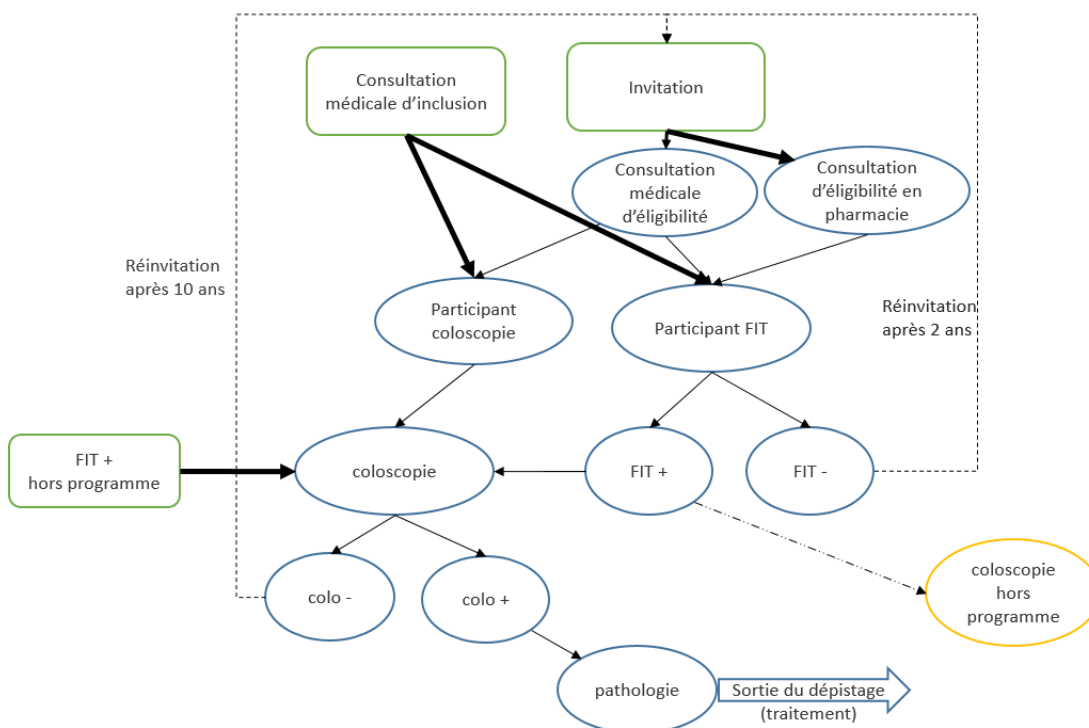 Consultation
médicale d'inclusion
Invitation
Consultation
médicale
d'éligibilité
Consultation
d'éligibilité en
pharmacie
Réinvitation
après 10 ans
Participant
coloscopie
Participant FIT
Réinvitation
après 2 ans
FIT +
hors programme
coloscopie
FIT +
FIT -
colo -
colo +
coloscopie
hors
programme
pathologie
Sortie du dépistage
(traitement)